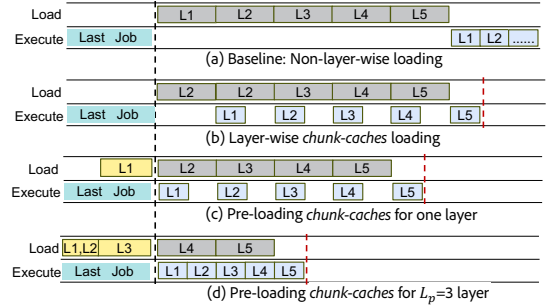 Load L1 L2 L3 L4 L5
Execute Last Job L1 L2 ......
(a) Baseline: Non-layer-wise loading
Load L2 L2 L3 L4 L5
Execute Last Job L1 L2 L3 L4 L5
(b) Layer-wise chunk-caches loading
Load L1 L2 L3 L4 L5
Execute Last Job L1 L2 L3 L4 L5
(c) Pre-loading chunk-caches for one layer
Load L1,L2 L3 L4 L5
Execute Last Job L1 L2 L3 L4 L5
(d) Pre-loading chunk-caches for Lp=3 layer